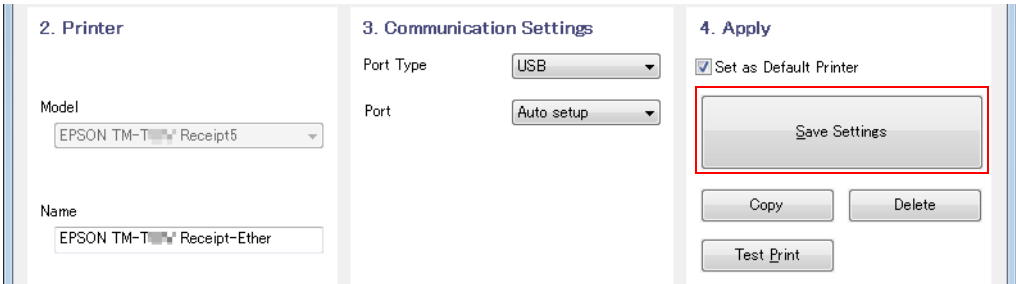 2. Printer
Model
EPSON TM-T Receipt5
Name
EPSON TM-T Receipt-Ether
3. Communication Settings
Port Type
USB
Port
Auto setup
4. Apply
Set as Default Printer
Save Settings
Copy
Delete
Test Print